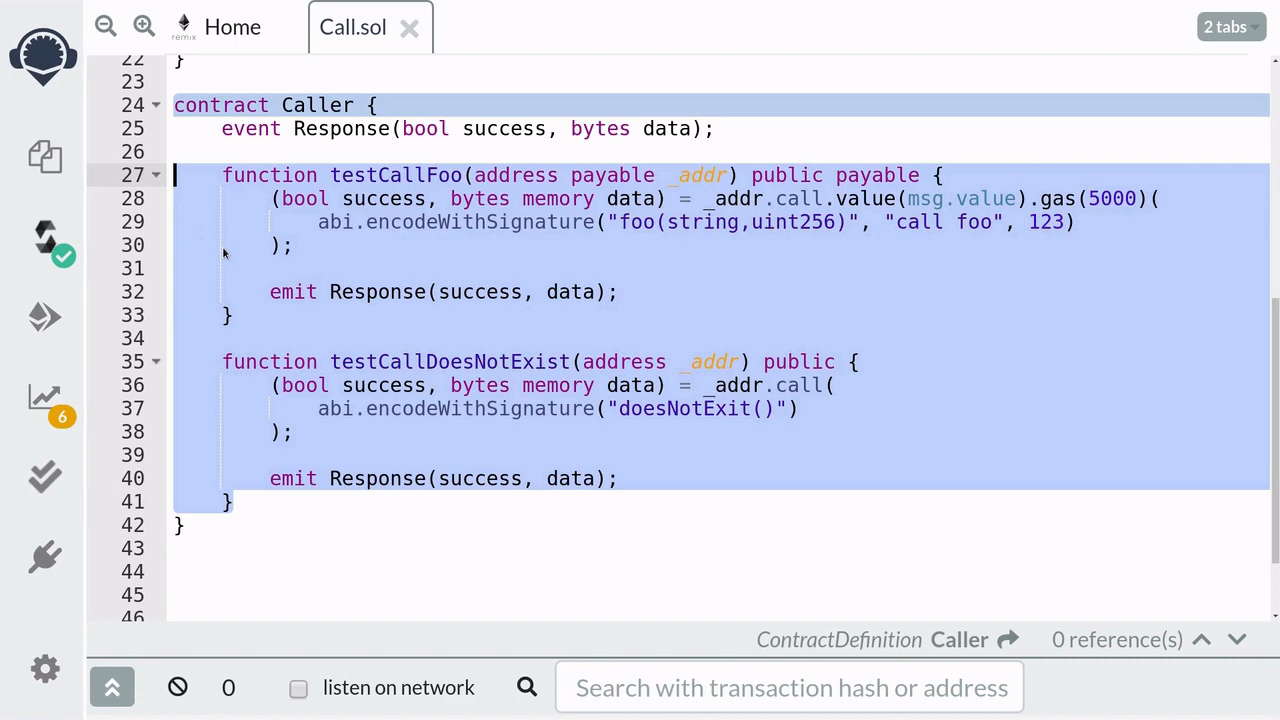 remix
Home
Call.sol
2 tabs
22 }
23
24 contract Caller {
25 event Response(bool success, bytes data);
26
27 function testCallFoo(address payable _addr) public payable {
28 (bool success, bytes memory data) = _addr.call.value(msg.value).gas(5000)(
29 abi.encodeWithSignature("foo(string,uint256)", "call foo", 123)
30 );
31
32 emit Response(success, data);
33 }
34
35 function testCallDoesNotExist(address _addr) public {
36 (bool success, bytes memory data) = _addr.call(
37 abi.encodeWithSignature("doesNotExit()")
38 );
39
40 emit Response(success, data);
41 }
42 }
43
44
45
46
6
ContractDefinition Caller 0 reference(s)
0 listen on network Search with transaction hash or address